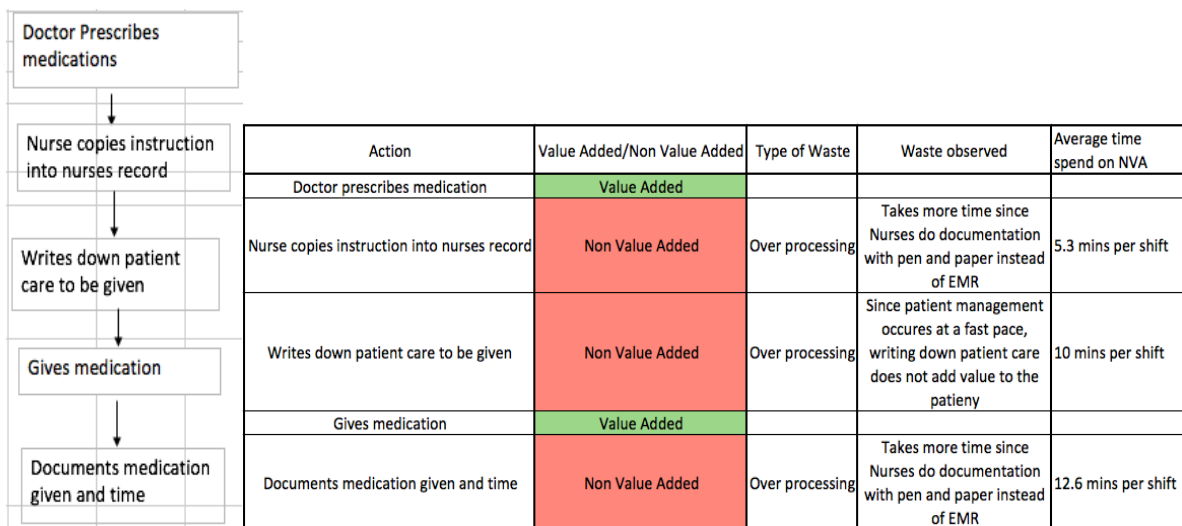 Doctor Prescribes
medications
Nurse copies instruction
into nurses record
Writes down patient
care to be given
Gives medication
Documents medication
given and time
Action
Value Added/Non Value Added
Type of Waste
Waste observed
Average time
spend on NVA
Doctor prescribes medication
Value Added
Nurse copies instruction into nurses record
Non Value Added
Over processing
Takes more time since
Nurses do documentation
with pen and paper instead
of EMR
5.3 mins per shift
Writes down patient care to be given
Non Value Added
Over processing
Since patient management
occures at a fast pace,
writing down patient care
does not add value to the
patieny
10 mins per shift
Gives medication
Value Added
Documents medication given and time
Non Value Added
Over processing
Takes more time since
Nurses do documentation
with pen and paper instead
of EMR
12.6 mins per shift